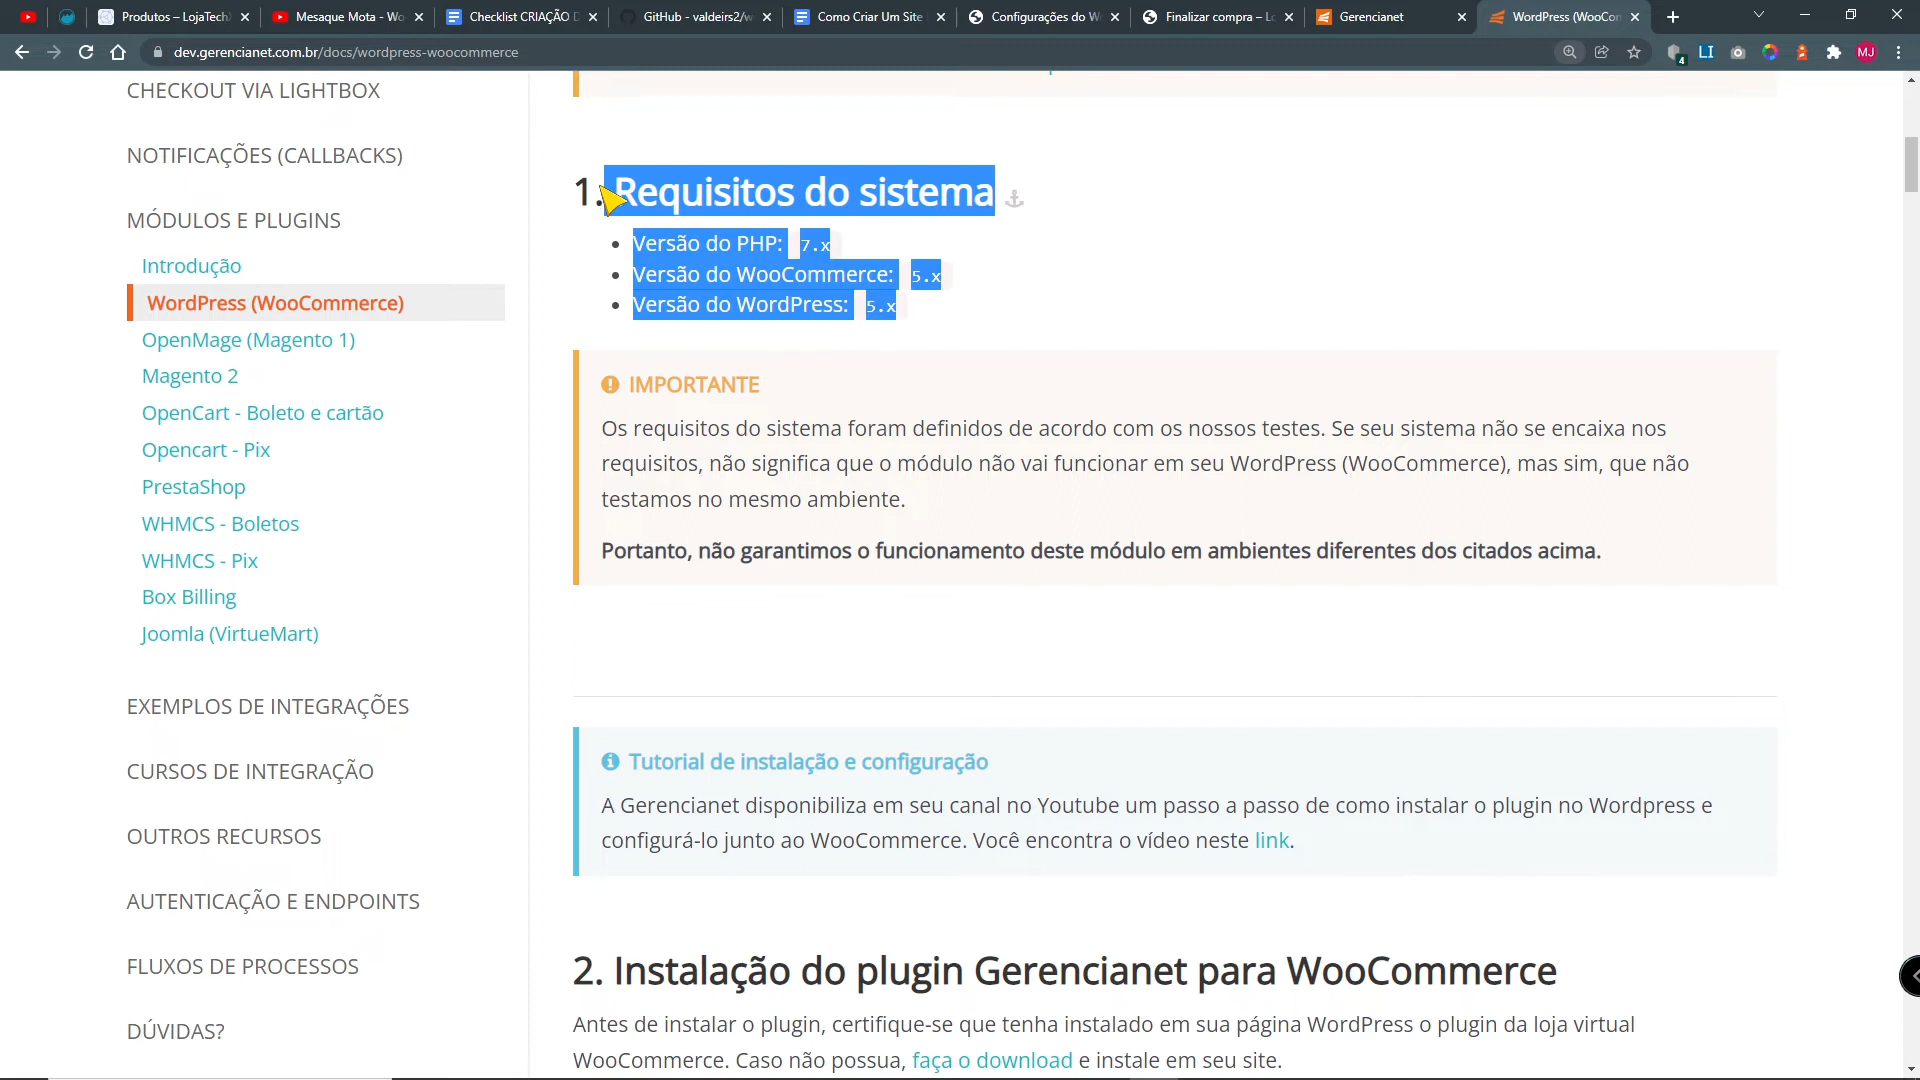 Produtos – LojaTech
Mesaque Mota - Wo
Checklist CRIAÇÃO D
GitHub - valdeirs2/w
Como Criar Um Site
Configurações do W
Finalizar compra – Lo
Gerencianet
WordPress (WooCon
dev.gerencianet.com.br/docs/wordpress-woocommerce
4
LI
MJ
CHECKOUT VIA LIGHTBOX
NOTIFICAÇÕES (CALLBACKS)
MÓDULOS E PLUGINS
Introdução
WordPress (WooCommerce)
OpenMage (Magento 1)
Magento 2
OpenCart - Boleto e cartão
Opencart - Pix
PrestaShop
WHMCS - Boletos
WHMCS - Pix
Box Billing
Joomla (VirtueMart)
EXEMPLOS DE INTEGRAÇÕES
CURSOS DE INTEGRAÇÃO
OUTROS RECURSOS
AUTENTICAÇÃO E ENDPOINTS
FLUXOS DE PROCESSOS
DÚVIDAS?
1. Requisitos do sistema
Versão do PHP: 7.x
Versão do WooCommerce: 5.x
Versão do WordPress: 5.x
IMPORTANTE
Os requisitos do sistema foram definidos de acordo com os nossos testes. Se seu sistema não se encaixa nos
requisitos, não significa que o módulo não vai funcionar em seu WordPress (WooCommerce), mas sim, que não
testamos no mesmo ambiente.
Portanto, não garantimos o funcionamento deste módulo em ambientes diferentes dos citados acima.
Tutorial de instalação e configuração
A Gerencianet disponibiliza em seu canal no Youtube um passo a passo de como instalar o plugin no Wordpress e
configurá-lo junto ao WooCommerce. Você encontra o vídeo neste link.
2. Instalação do plugin Gerencianet para WooCommerce
Antes de instalar o plugin, certifique-se que tenha instalado em sua página WordPress o plugin da loja virtual
WooCommerce. Caso não possua, faça o download e instale em seu site.